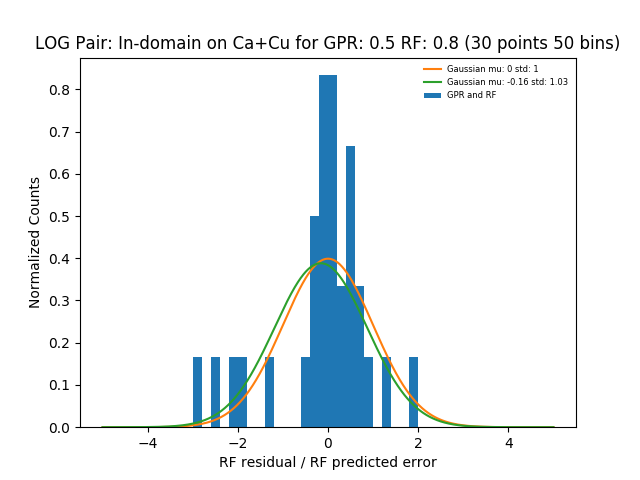 LOG Pair: In-domain on Ca+Cu for GPR: 0.5 RF: 0.8 (30 points 50 bins)
Gaussian mu: 0 std: 1
Gaussian mu: -0.16 std: 1.03
GPR and RF
Normalized Counts
0.8
0.7
0.6
0.5
0.4
0.3
0.2
0.1
0.0
−4 −2 0 2 4
RF residual / RF predicted error